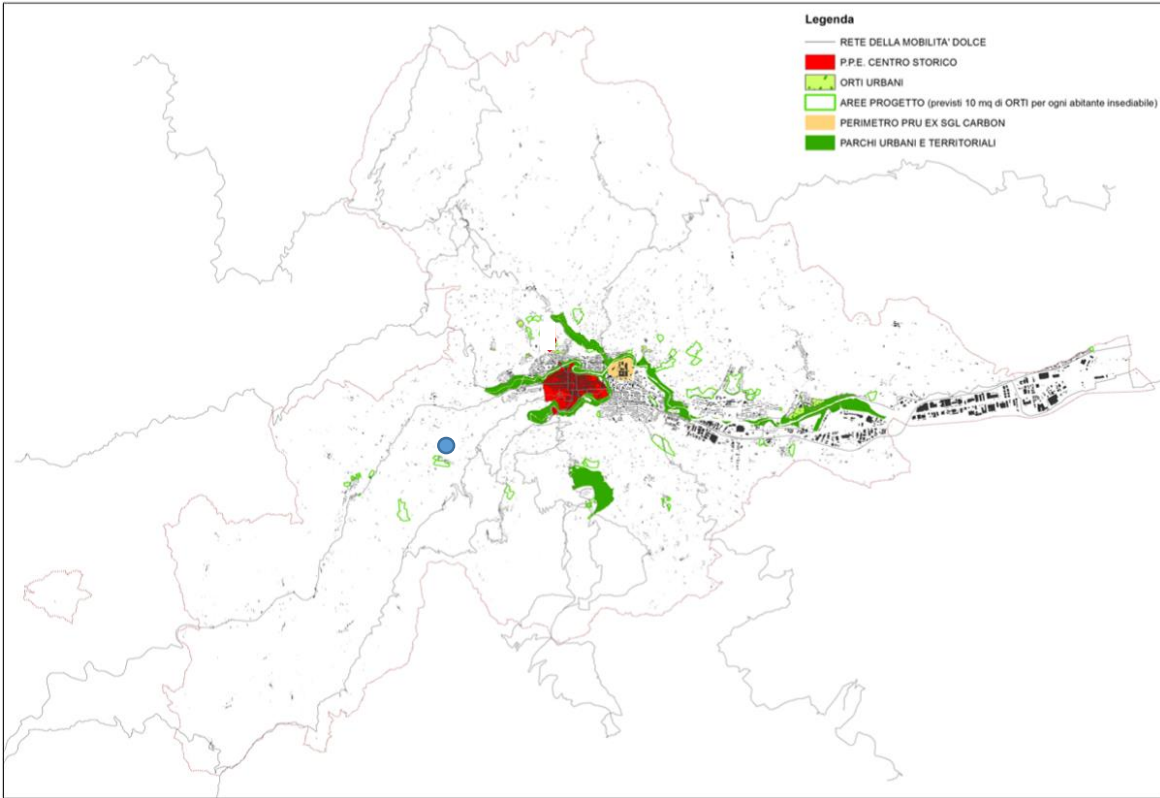 Legenda
RETE DELLA MOBILITA' DOLCE
P.P.E. CENTRO STORICO
ORTI URBANI
AREE PROGETTO (previsti 10 mq di ORTI per ogni abitante insediabile)
PERIMETRO PRU EX SGL CARBON
PARCHI URBANI E TERRITORIALI